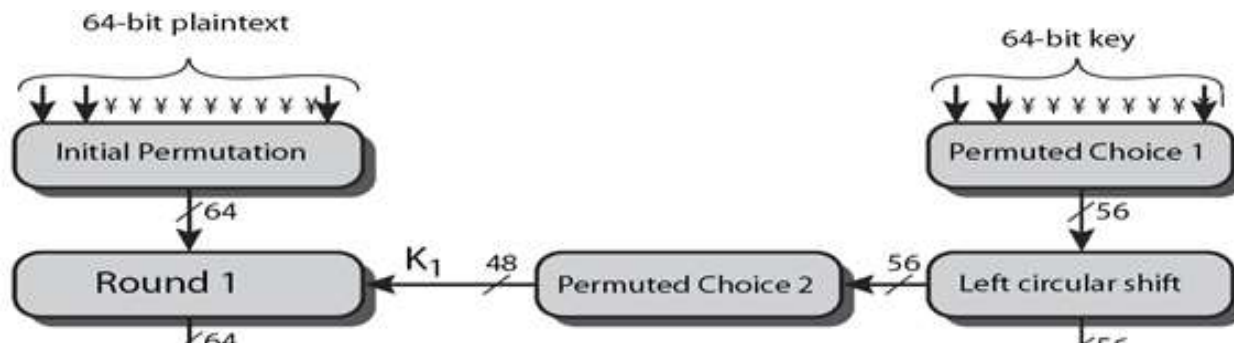 64-bit plaintext
64-bit key
¥ ¥ ¥ ¥ ¥ ¥ ¥ ¥ ¥
¥ ¥ ¥ ¥ ¥ ¥ ¥ ¥
Initial Permutation
Permuted Choice 1
64
56
Round 1
K₁
48
Permuted Choice 2
56
Left circular shift
64
56